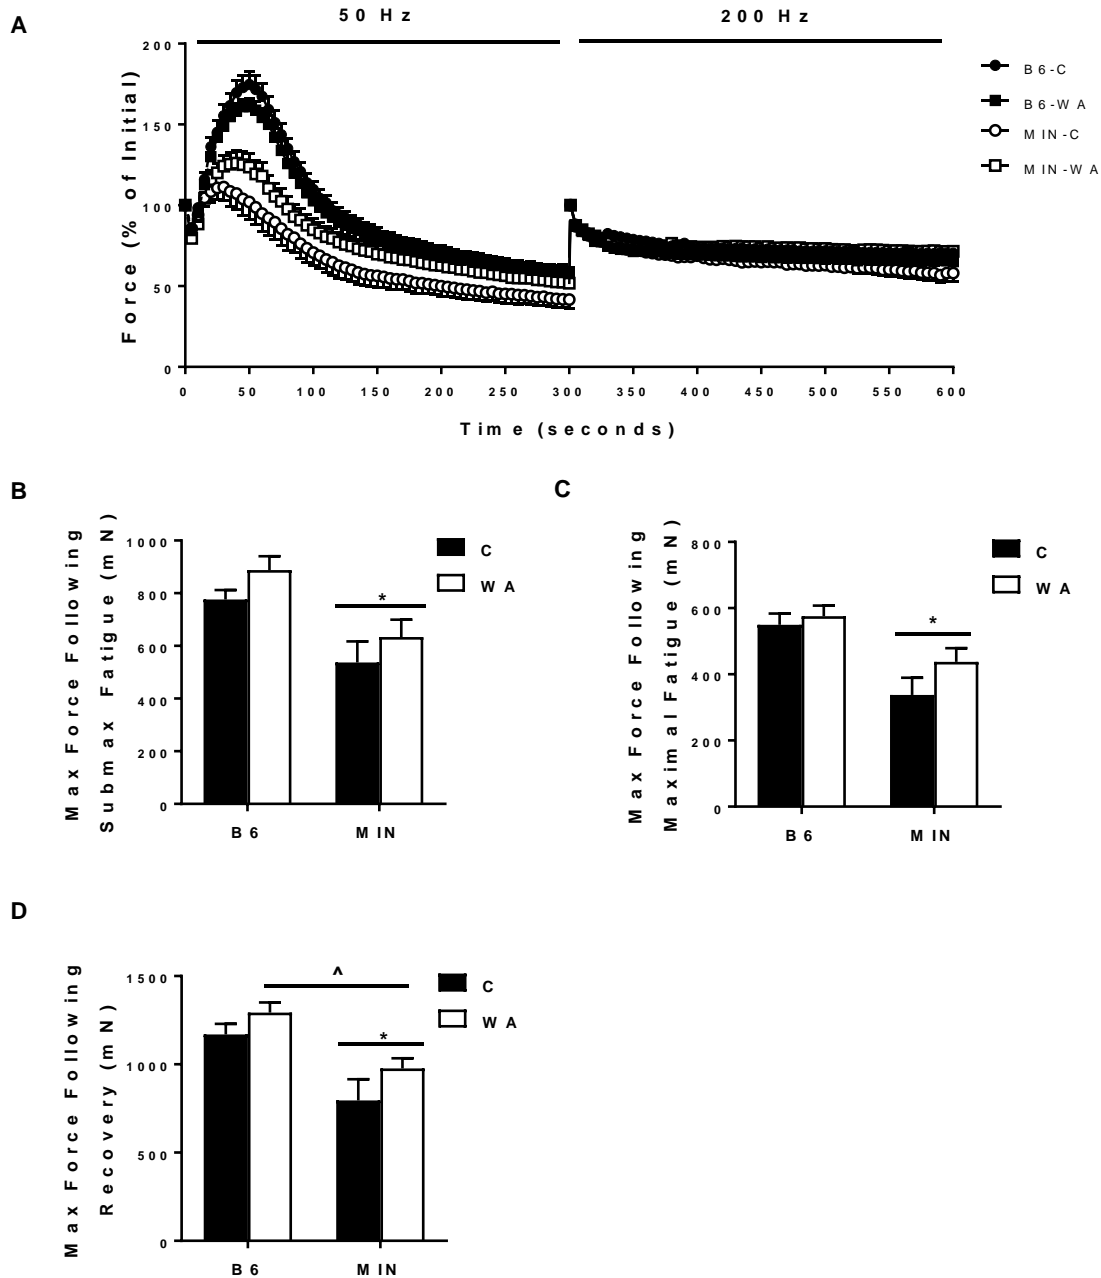 A
50 Hz
200 Hz
Force (% of Initial)
200
150
100
50
0
0 50 100 150 200 250 300 350 400 450 500 550 600
Time (seconds)
B6-C
B6-WA
MIN-C
MIN-WA
B
Max Force Following
Submax Fatigue (mN)
1000
800
600
400
200
0
*
B6 MIN
C
WA
C
Max Force Following
Maximal Fatigue (mN)
800
600
400
200
0
*
B6 MIN
C
WA
D
Max Force Following
Recovery (mN)
1500
1000
500
0
^
*
B6 MIN
C
WA